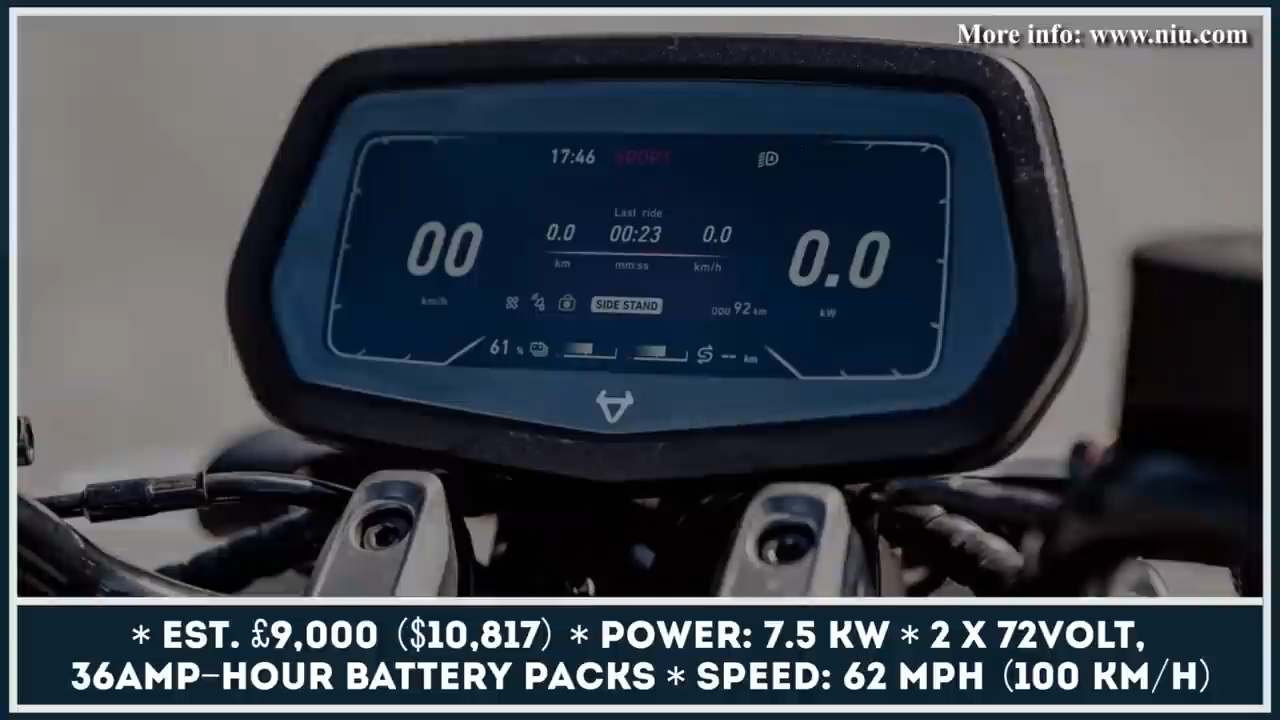 More info: www.niu.com
17:46 SPORT
Last ride
00 0.0 00:23 0.0 0.0
km mm:ss km/h
km/h SIDE STAND 92 km kW
61 % -- km
* EST. £9,000 ($10,817) * POWER: 7.5 KW * 2 X 72VOLT,
36AMP-HOUR BATTERY PACKS * SPEED: 62 MPH (100 KM/H)